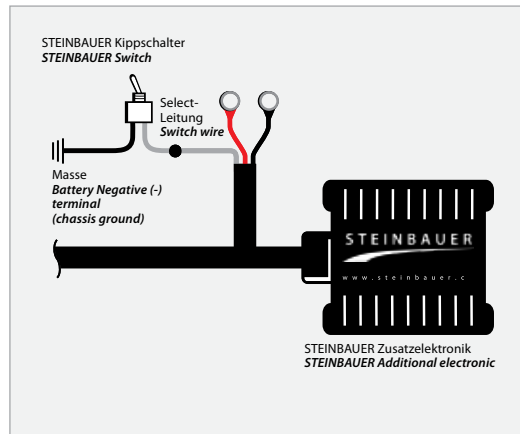 STEINBAUER Kippschalter
STEINBAUER Switch
Select-
Leitung
Switch wire
Masse
Battery Negative (-)
terminal
(chassis ground)
STEINBAUER
www.steinbauer.c
STEINBAUER Zusatzelektronik
STEINBAUER Additional electronic